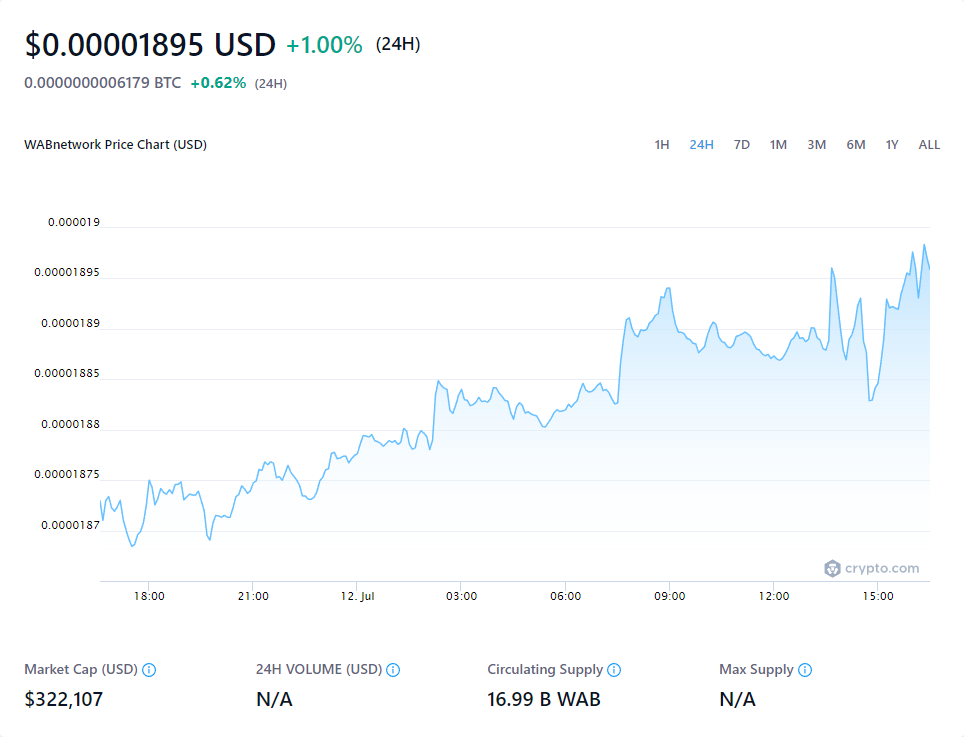 $0.00001895 USD +1.00% (24H)
0.0000000006179 BTC +0.62% (24H)
WABnetwork Price Chart (USD) 1H 24H 7D 1M 3M 6M 1Y ALL
0.000019
0.00001895
0.0000189
0.00001885
0.0000188
0.00001875
0.0000187
crypto.com
18:00 21:00 12. Jul 03:00 06:00 09:00 12:00 15:00
Market Cap (USD) 24H VOLUME (USD) Circulating Supply Max Supply
$322,107 N/A 16.99 B WAB N/A